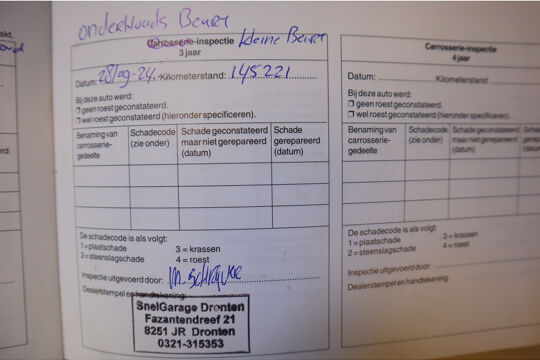 onderhouds Beurt
Carrosserie-inspectie kleine Beurt
3 jaar
Datum: 28/09-24. Kilometerstand: 145221
Bij deze auto werd:
☐ geen roest geconstateerd.
☐ wel roest geconstateerd (hieronder specificeren).
Benaming van carrosserie-gedeelte
Schadecode (zie onder)
Schade geconstateerd maar niet gerepareerd (datum)
Schade gerepareerd (datum)
De schadecode is als volgt:
1 = plaatschade 3 = krassen
2 = steenslagschade 4 = roest
Inspectie uitgevoerd door:
Dealerstempel en handtekening:
SnelGarage Dronten
Fazantendreef 21
8251 JR Dronten
0321-315353
Carrosserie-inspectie
4 jaar
Datum: Kilometerstand:
Bij deze auto werd:
☐ geen roest geconstateerd.
☐ wel roest geconstateerd (hieronder specificeren).
Benaming van carrosserie-gedeelte
Schadecode (zie onder)
Schade geconstateerd maar niet gerepareerd (datum)
De schadecode is als volgt:
1 = plaatschade 3 = krassen
2 = steenslagschade 4 = roest
Inspectie uitgevoerd door:
Dealerstempel en handtekening: